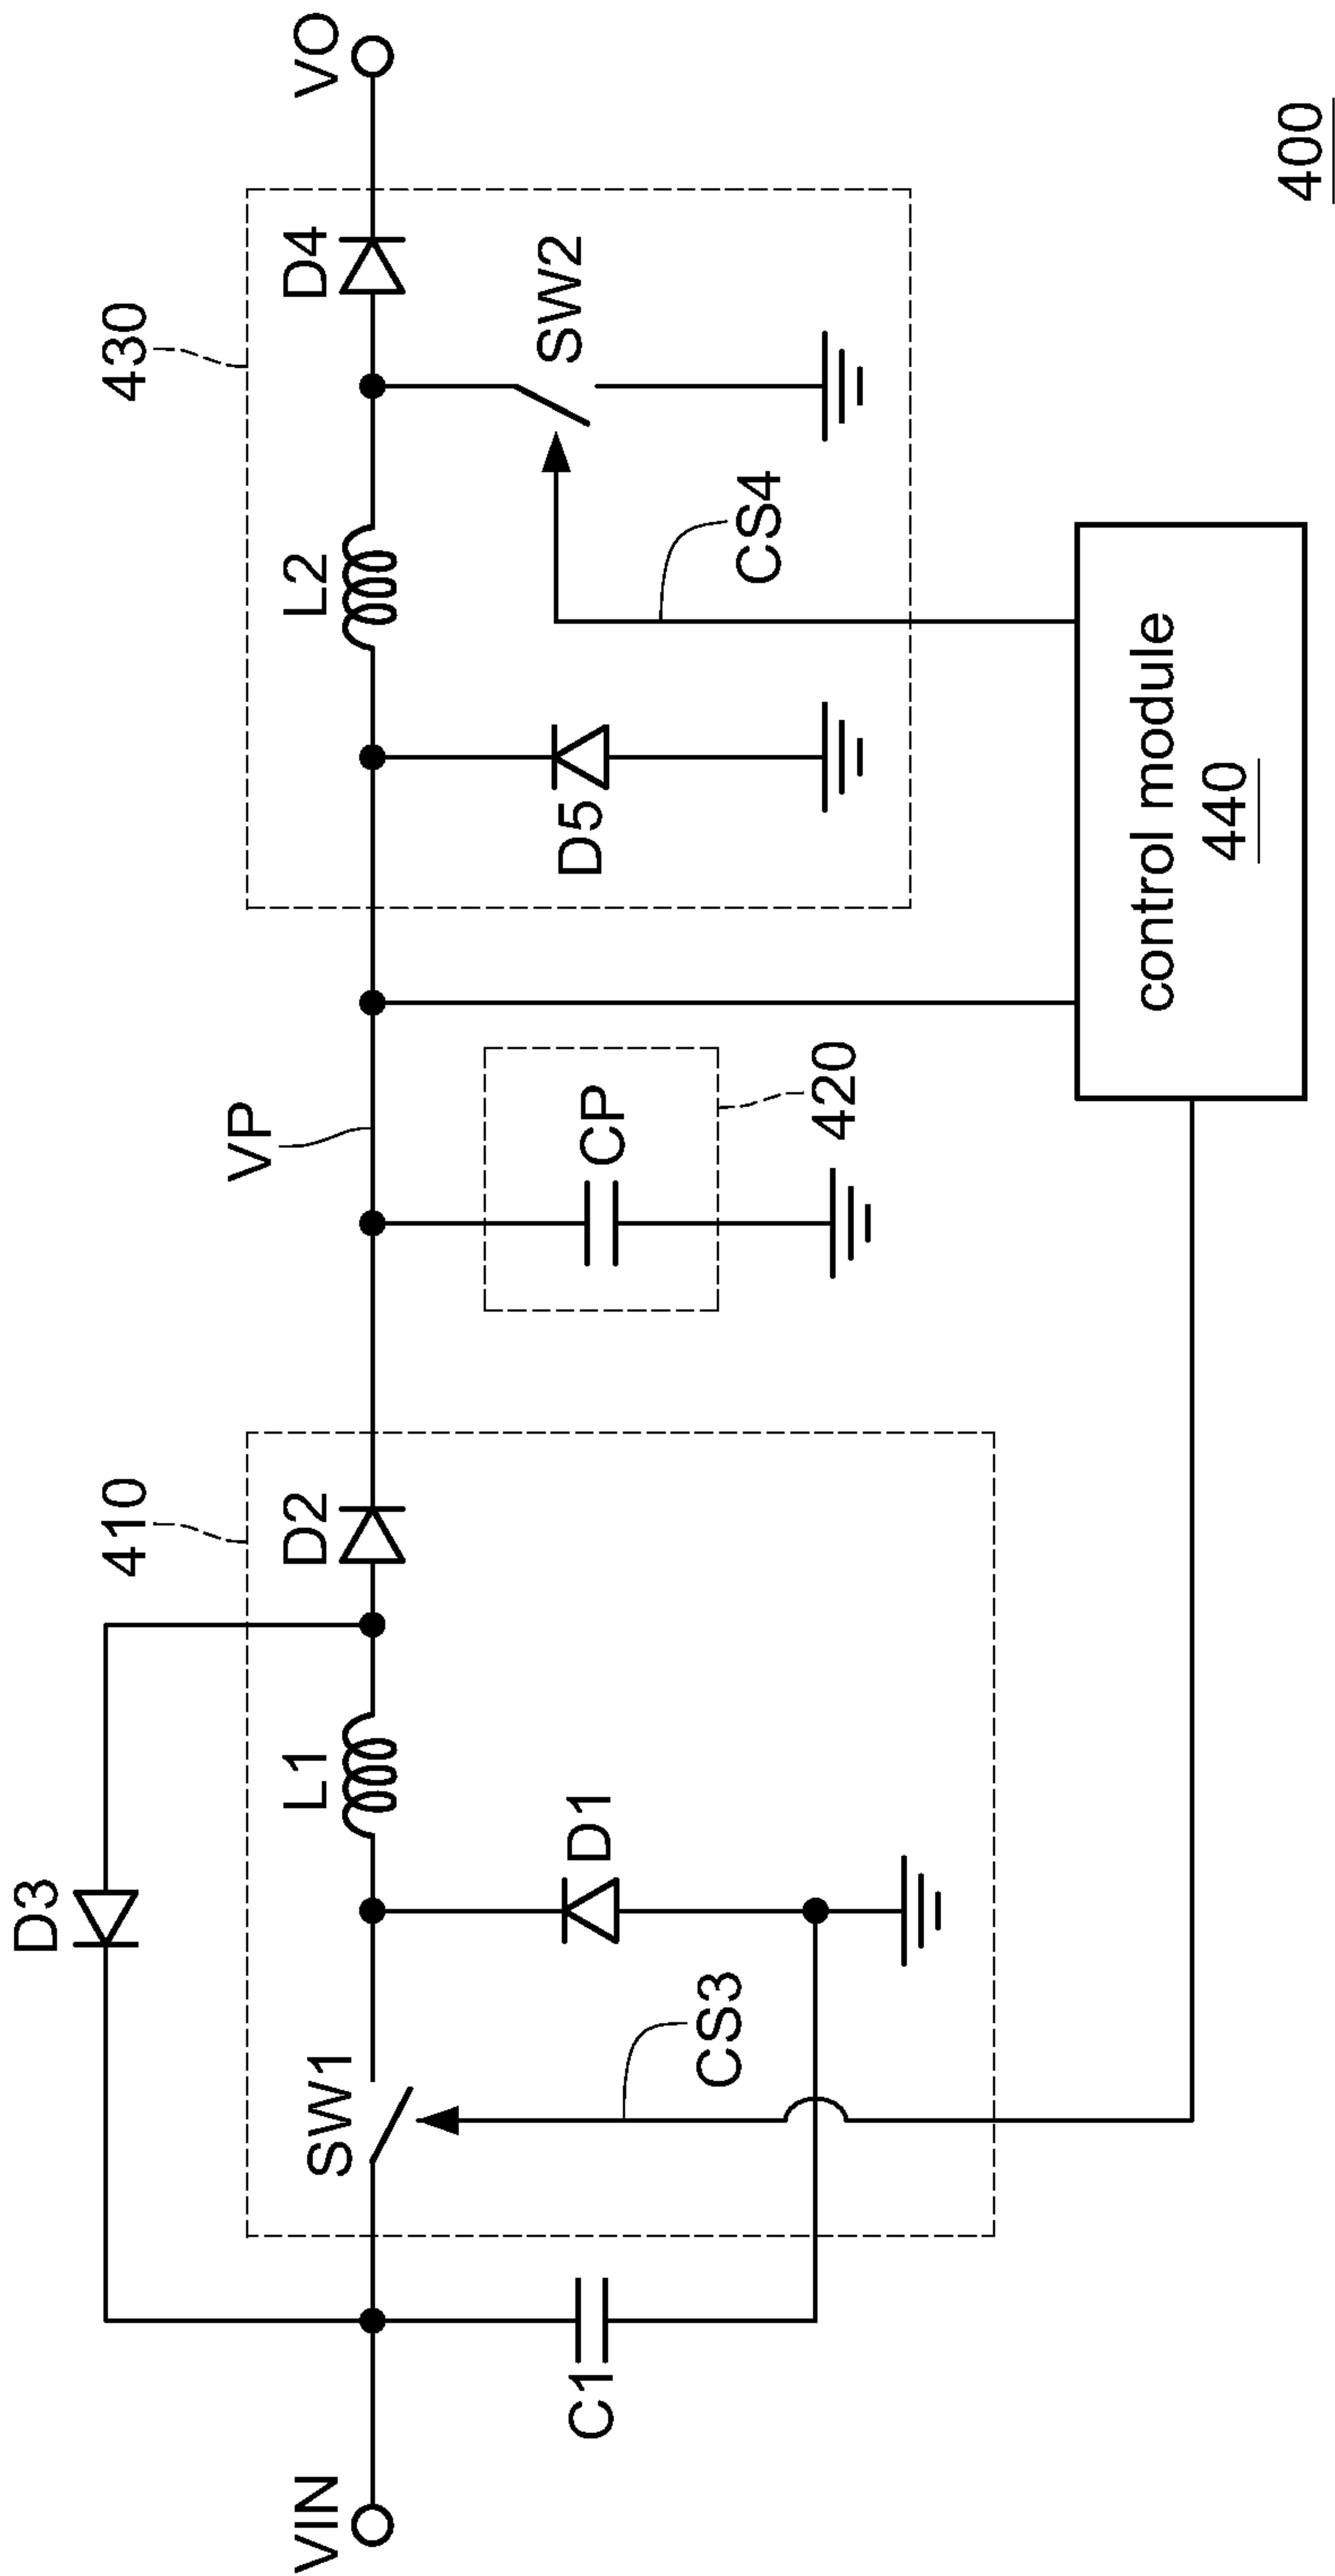 D3
410
430
VIN
SW1
L1
D2
VP
L2
D4
VO
C1
D1
CP
D5
SW2
CS3
420
CS4
control module
440
400